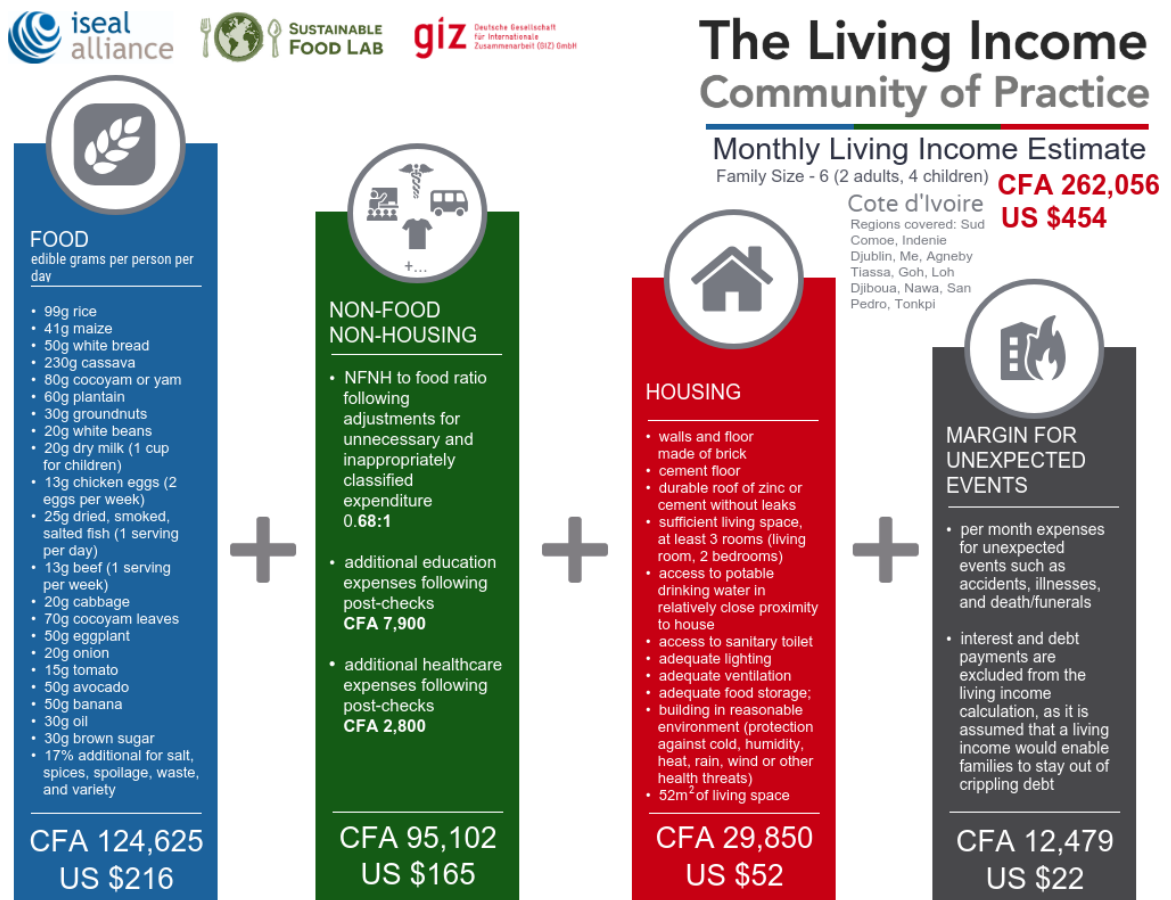 iseal
alliance
SUSTAINABLE
FOOD LAB
giz
Deutsche Gesellschaft
für Internationale
Zusammenarbeit (GIZ) GmbH
The Living Income
Community of Practice
Monthly Living Income Estimate
Family Size - 6 (2 adults, 4 children)
CFA 262,056
US $454
Cote d'Ivoire
Regions covered: Sud
Comoe, Indenie
Djublin, Me, Agneby
Tiassa, Goh, Loh
Djiboua, Nawa, San
Pedro, Tonkpi
FOOD
edible grams per person per
day
• 99g rice
• 41g maize
• 50g white bread
• 230g cassava
• 80g cocoyam or yam
• 60g plantain
• 30g groundnuts
• 20g white beans
• 20g dry milk (1 cup
for children)
• 13g chicken eggs (2
eggs per week)
• 25g dried, smoked,
salted fish (1 serving
per day)
• 13g beef (1 serving
per week)
• 20g cabbage
• 70g cocoyam leaves
• 50g eggplant
• 20g onion
• 15g tomato
• 50g avocado
• 50g banana
• 30g oil
• 30g brown sugar
• 17% additional for salt,
spices, spoilage, waste,
and variety
CFA 124,625
US $216
+
+...
NON-FOOD
NON-HOUSING
• NFNH to food ratio
following
adjustments for
unnecessary and
inappropriately
classified
expenditure
0.68:1
• additional education
expenses following
post-checks
CFA 7,900
• additional healthcare
expenses following
post-checks
CFA 2,800
CFA 95,102
US $165
+
HOUSING
• walls and floor
made of brick
• cement floor
• durable roof of zinc or
cement without leaks
• sufficient living space,
at least 3 rooms (living
room, 2 bedrooms)
• access to potable
drinking water in
relatively close proximity
to house
• access to sanitary toilet
• adequate lighting
• adequate ventilation
• adequate food storage;
• building in reasonable
environment (protection
against cold, humidity,
heat, rain, wind or other
health threats)
• 52m² of living space
CFA 29,850
US $52
+
MARGIN FOR
UNEXPECTED
EVENTS
• per month expenses
for unexpected
events such as
accidents, illnesses,
and death/funerals
• interest and debt
payments are
excluded from the
living income
calculation, as it is
assumed that a living
income would enable
families to stay out of
crippling debt
CFA 12,479
US $22